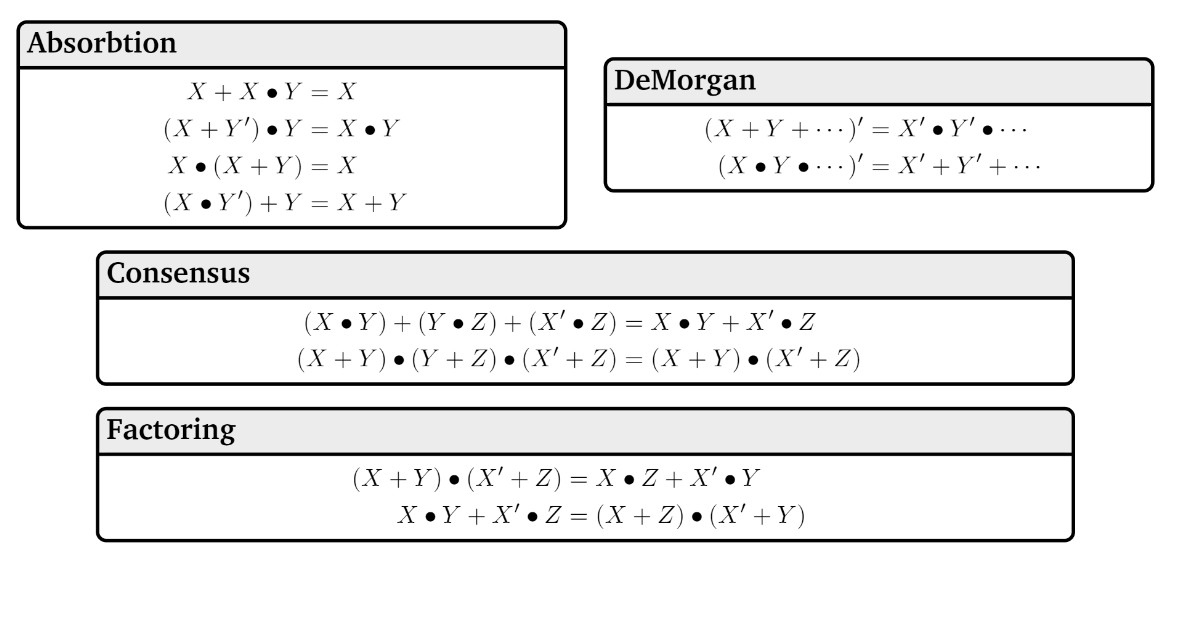 Absorbtion
X + X • Y = X
(X + Y′) • Y = X • Y
X • (X + Y) = X
(X • Y′) + Y = X + Y
DeMorgan
(X + Y + ⋯)′ = X′ • Y′ • ⋯
(X • Y • ⋯)′ = X′ + Y′ + ⋯
Consensus
(X • Y) + (Y • Z) + (X′ • Z) = X • Y + X′ • Z
(X + Y) • (Y + Z) • (X′ + Z) = (X + Y) • (X′ + Z)
Factoring
(X + Y) • (X′ + Z) = X • Z + X′ • Y
X • Y + X′ • Z = (X + Z) • (X′ + Y)